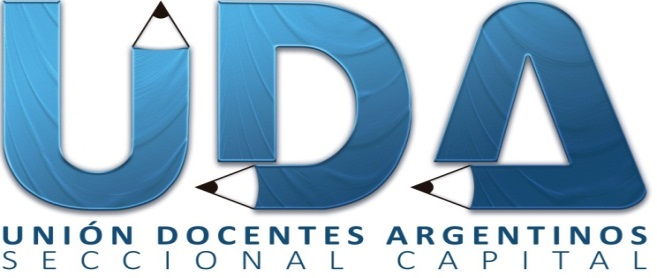 UDA
UNIÓN DOCENTES ARGENTINOS
SECCIONAL CAPITAL